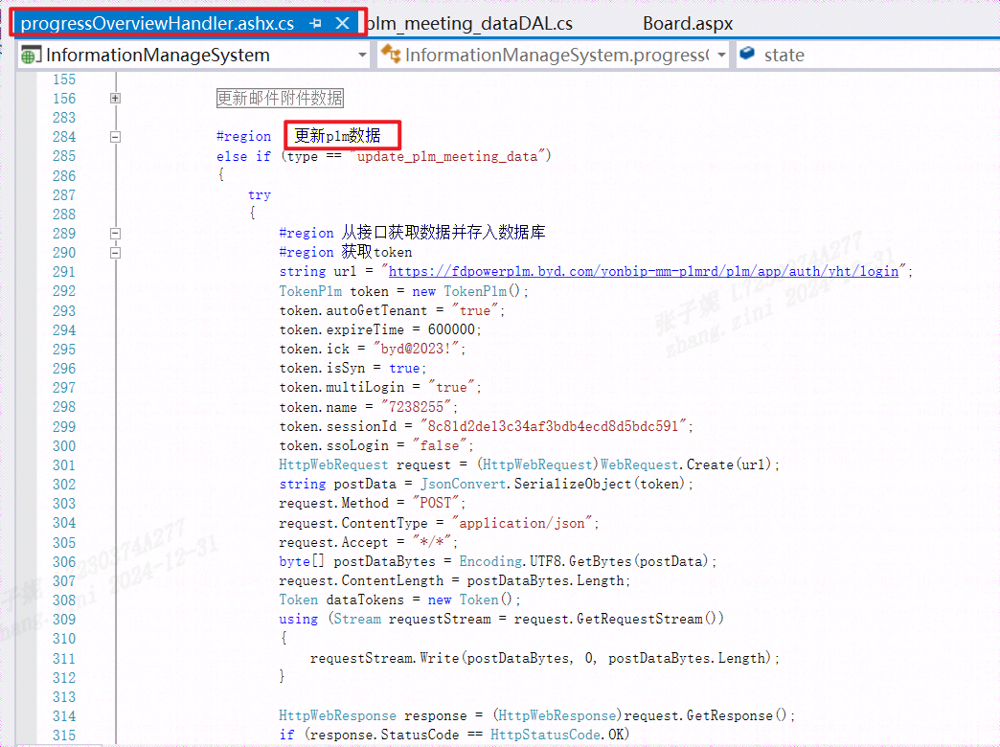 progressOverviewHandler.ashx.cs plm_meeting_dataDAL.cs Board.aspx
InformationManageSystem InformationManageSystem.progress state
155
156 更新邮件附件数据
283
284 #region 更新plm数据
285 else if (type == "update_plm_meeting_data")
286 {
287 try
288 {
289 #region 从接口获取数据并存入数据库
290 #region 获取token
291 string url = "https://fdpowerplm.byd.com/yonbip-mm-plmrd/plm/app/auth/yht/login";
292 TokenPlm token = new TokenPlm();
293 token.autoGetTenant = "true";
294 token.expireTime = 600000;
295 token.ick = "byd@2023!";
296 token.isSyn = true;
297 token.multiLogin = "true";
298 token.name = "7238255";
299 token.sessionId = "8c81d2de13c34af3bdb4ecd8d5bdc591";
300 token.ssoLogin = "false";
301 HttpWebRequest request = (HttpWebRequest)WebRequest.Create(url);
302 string postData = JsonConvert.SerializeObject(token);
303 request.Method = "POST";
304 request.ContentType = "application/json";
305 request.Accept = "*/*";
306 byte[] postDataBytes = Encoding.UTF8.GetBytes(postData);
307 request.ContentLength = postDataBytes.Length;
308 Token dataTokens = new Token();
309 using (Stream requestStream = request.GetRequestStream())
310 {
311 requestStream.Write(postDataBytes, 0, postDataBytes.Length);
312 }
313
314 HttpWebResponse response = (HttpWebResponse)request.GetResponse();
315 if (response.StatusCode == HttpStatusCode.OK)